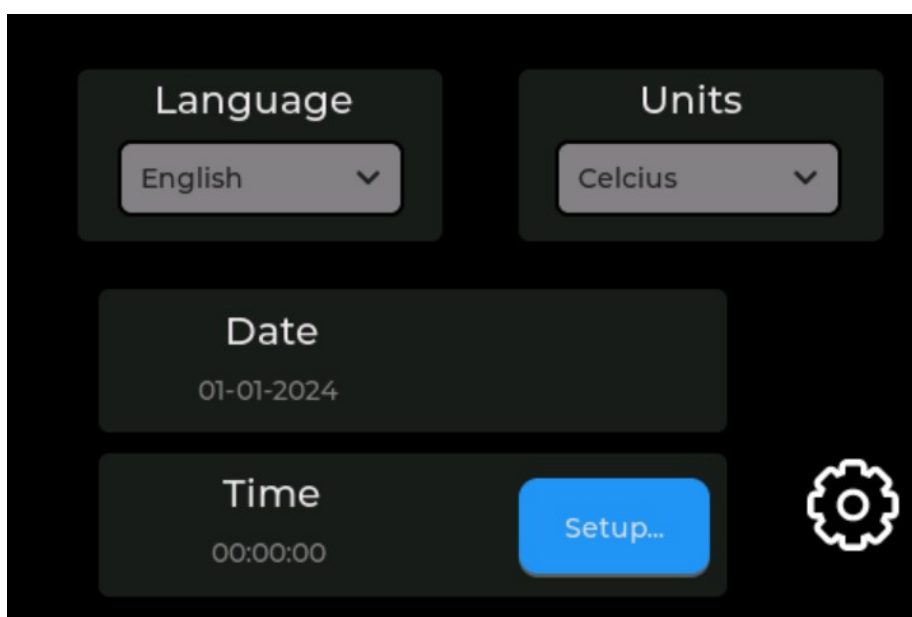 Language
English
Units
Celcius
Date
01-01-2024
Time
00:00:00
Setup...